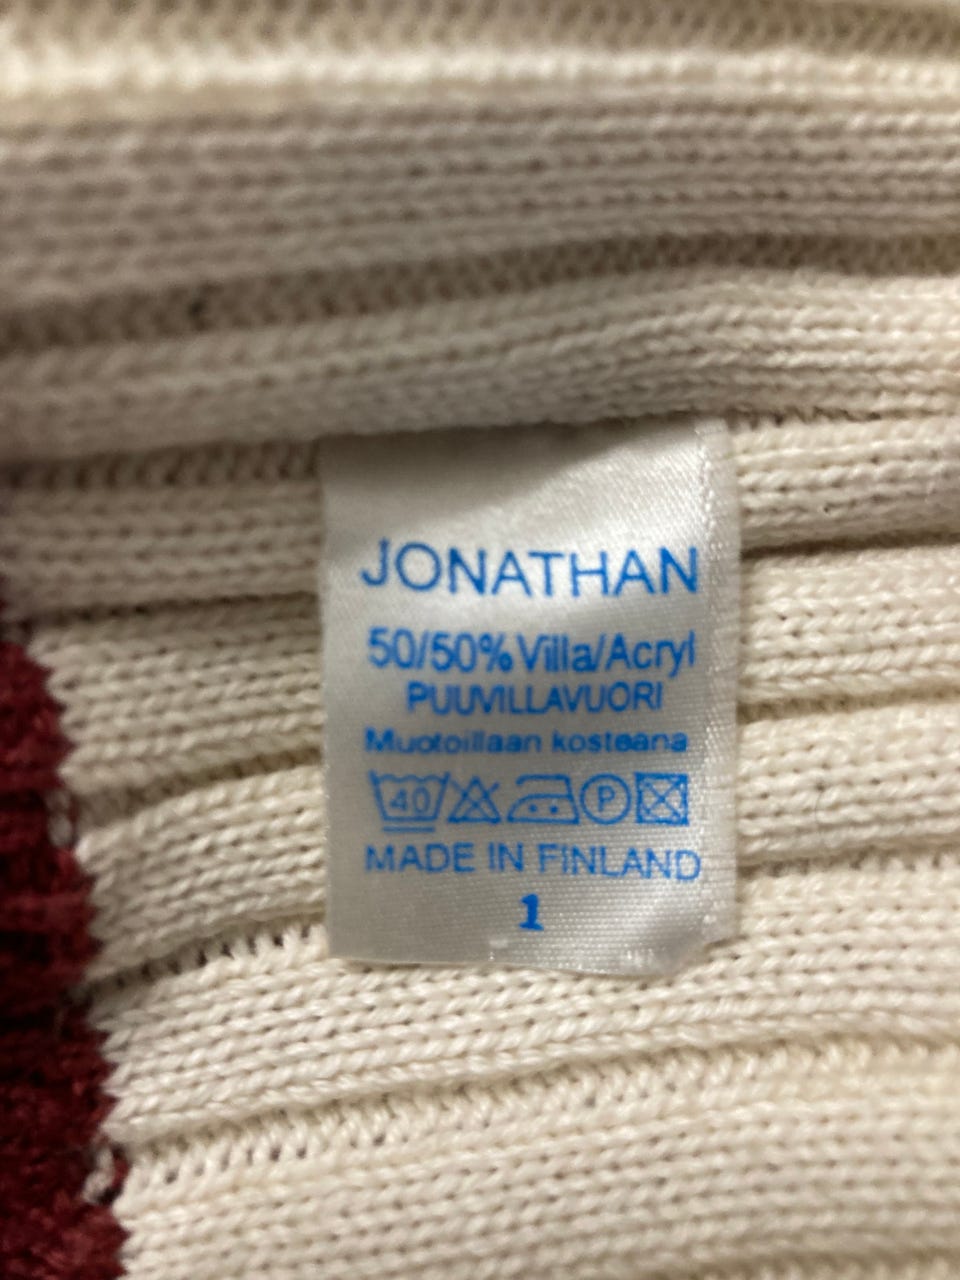 JONATHAN
50/50% Villa/Acryl
PUUVILLAVUORI
Muotoillaan kosteana
40 P
MADE IN FINLAND
1